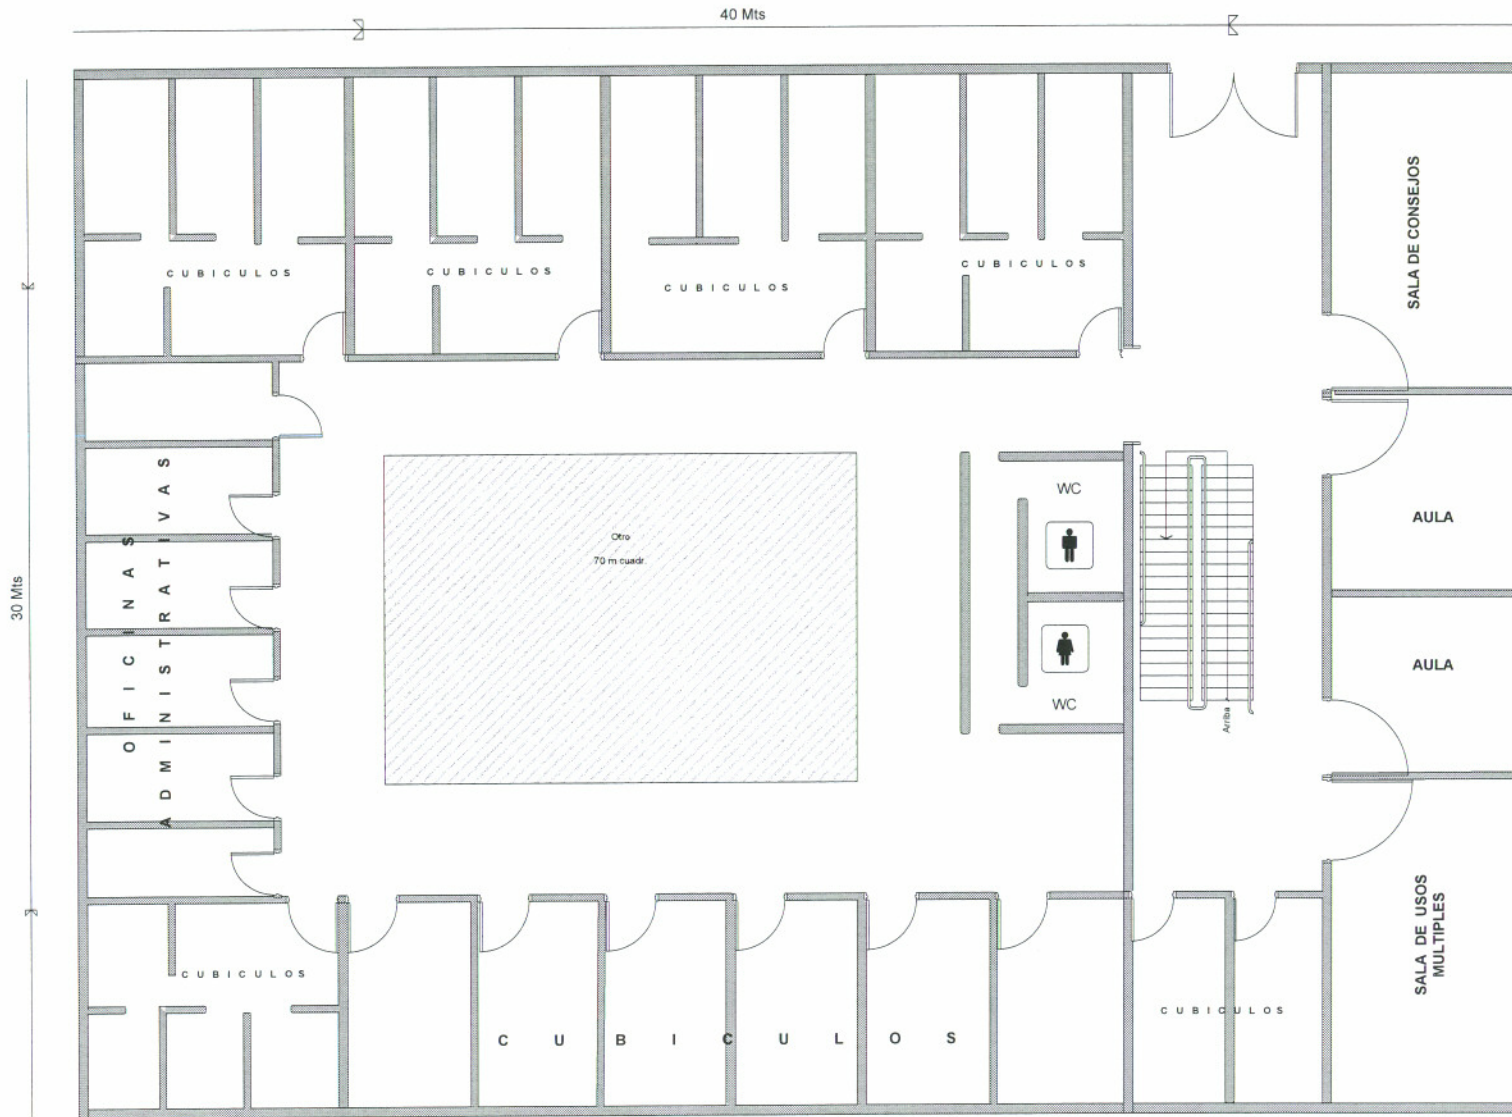 40 Mts
30 Mts
CUBICULOS
CUBICULOS
CUBICULOS
CUBICULOS
SALA DE CONSEJOS
OFICINAS
ADMINISTRATIVAS
Otro
70 m cuadr.
WC
WC
Arriba
AULA
AULA
SALA DE USOS
MULTIPLES
CUBICULOS
CUBICULOS
CUBICULOS